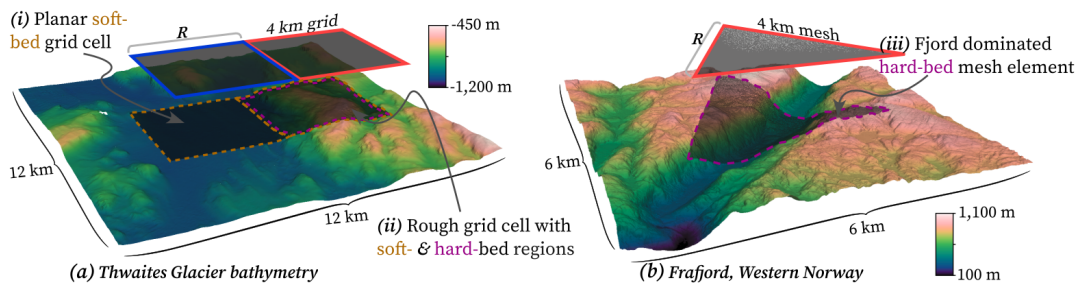 (i) Planar soft-
bed grid cell
R
4 km grid
-450 m
-1,200 m
12 km
12 km
(ii) Rough grid cell with
soft- & hard-bed regions
(a) Thwaites Glacier bathymetry
R
4 km mesh
(iii) Fjord dominated
hard-bed mesh element
6 km
6 km
1,100 m
100 m
(b) Frafjord, Western Norway